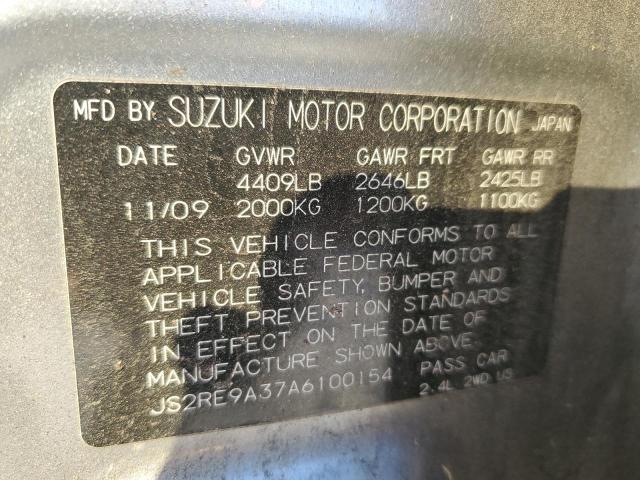 MFD BY SUZUKI MOTOR CORPORATION JAPAN
DATE GVWR GAWR FRT GAWR RR
4409LB 2646LB 2425LB
11/09 2000KG 1200KG 1100KG
THIS VEHICLE CONFORMS TO ALL
APPLICABLE FEDERAL MOTOR
VEHICLE SAFETY, BUMPER AND
THEFT PREVENTION STANDARDS
IN EFFECT ON THE DATE OF
MANUFACTURE SHOWN ABOVE.
JS2RE9A37A6100154 PASS CAR
2.4L 2WD US